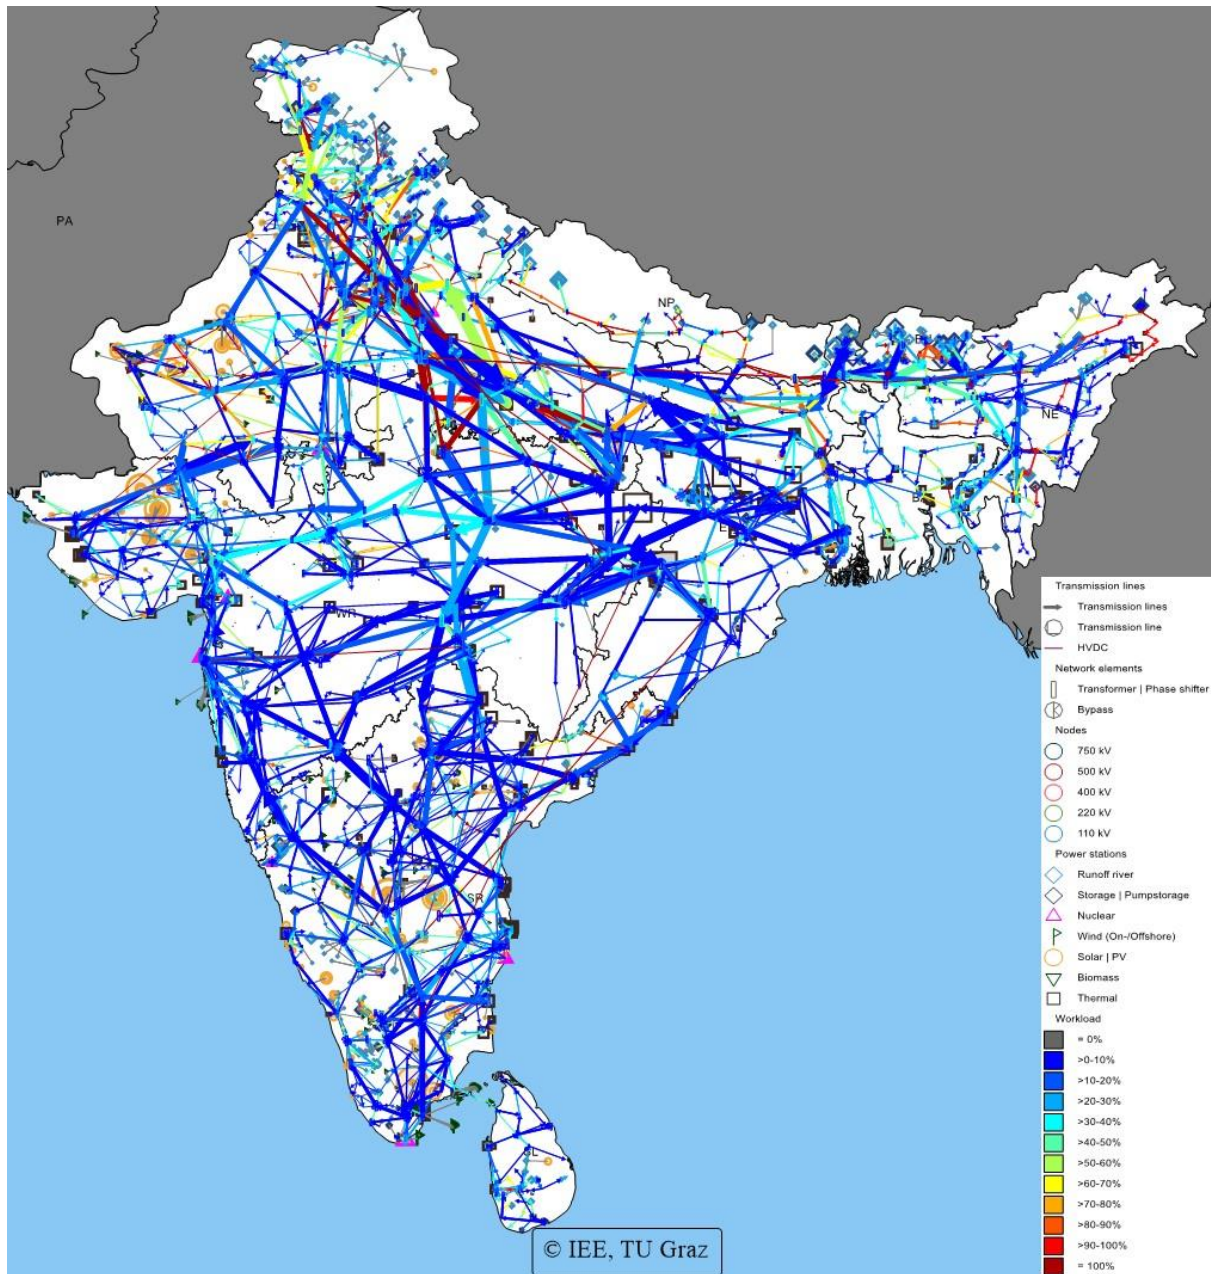 PA
NP
NE
E
WR
SR
SL
Transmission lines
Transmission lines
Transmission line
HVDC
Network elements
Transformer | Phase shifter
Bypass
Nodes
750 kV
500 kV
400 kV
220 kV
110 kV
Power stations
Runoff river
Storage | Pumpstorage
Nuclear
Wind (On-/Offshore)
Solar | PV
Biomass
Thermal
Workload
= 0%
>0-10%
>10-20%
>20-30%
>30-40%
>40-50%
>50-60%
>60-70%
>70-80%
>80-90%
>90-100%
= 100%
© IEE, TU Graz